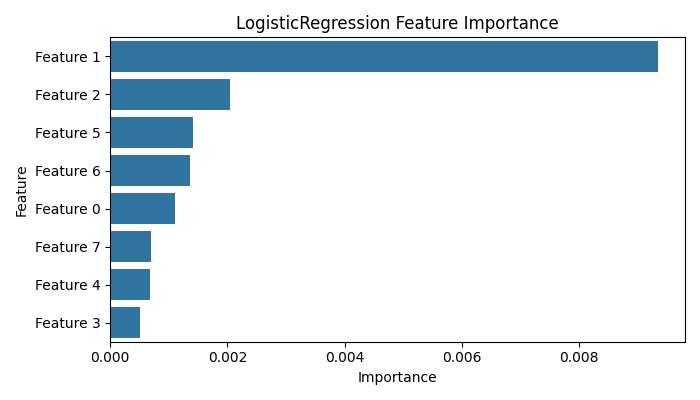 LogisticRegression Feature Importance
Feature 1
Feature 2
Feature 5
Feature 6
Feature 0
Feature 7
Feature 4
Feature 3
Feature
0.000 0.002 0.004 0.006 0.008
Importance